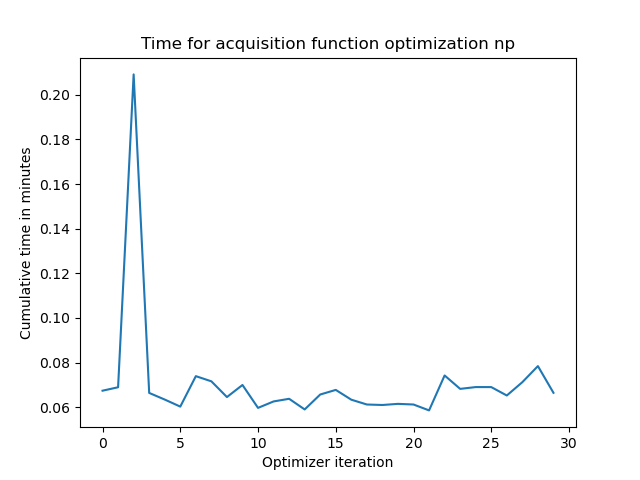 Time for acquisition function optimization np
Cumulative time in minutes
0.20
0.18
0.16
0.14
0.12
0.10
0.08
0.06
0 5 10 15 20 25 30
Optimizer iteration